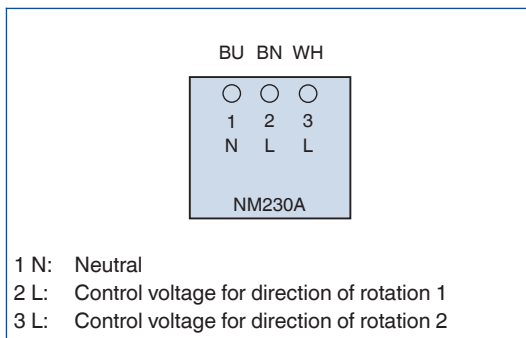 BU BN WH
1 2 3
N L L
NM230A
1 N: Neutral
2 L: Control voltage for direction of rotation 1
3 L: Control voltage for direction of rotation 2